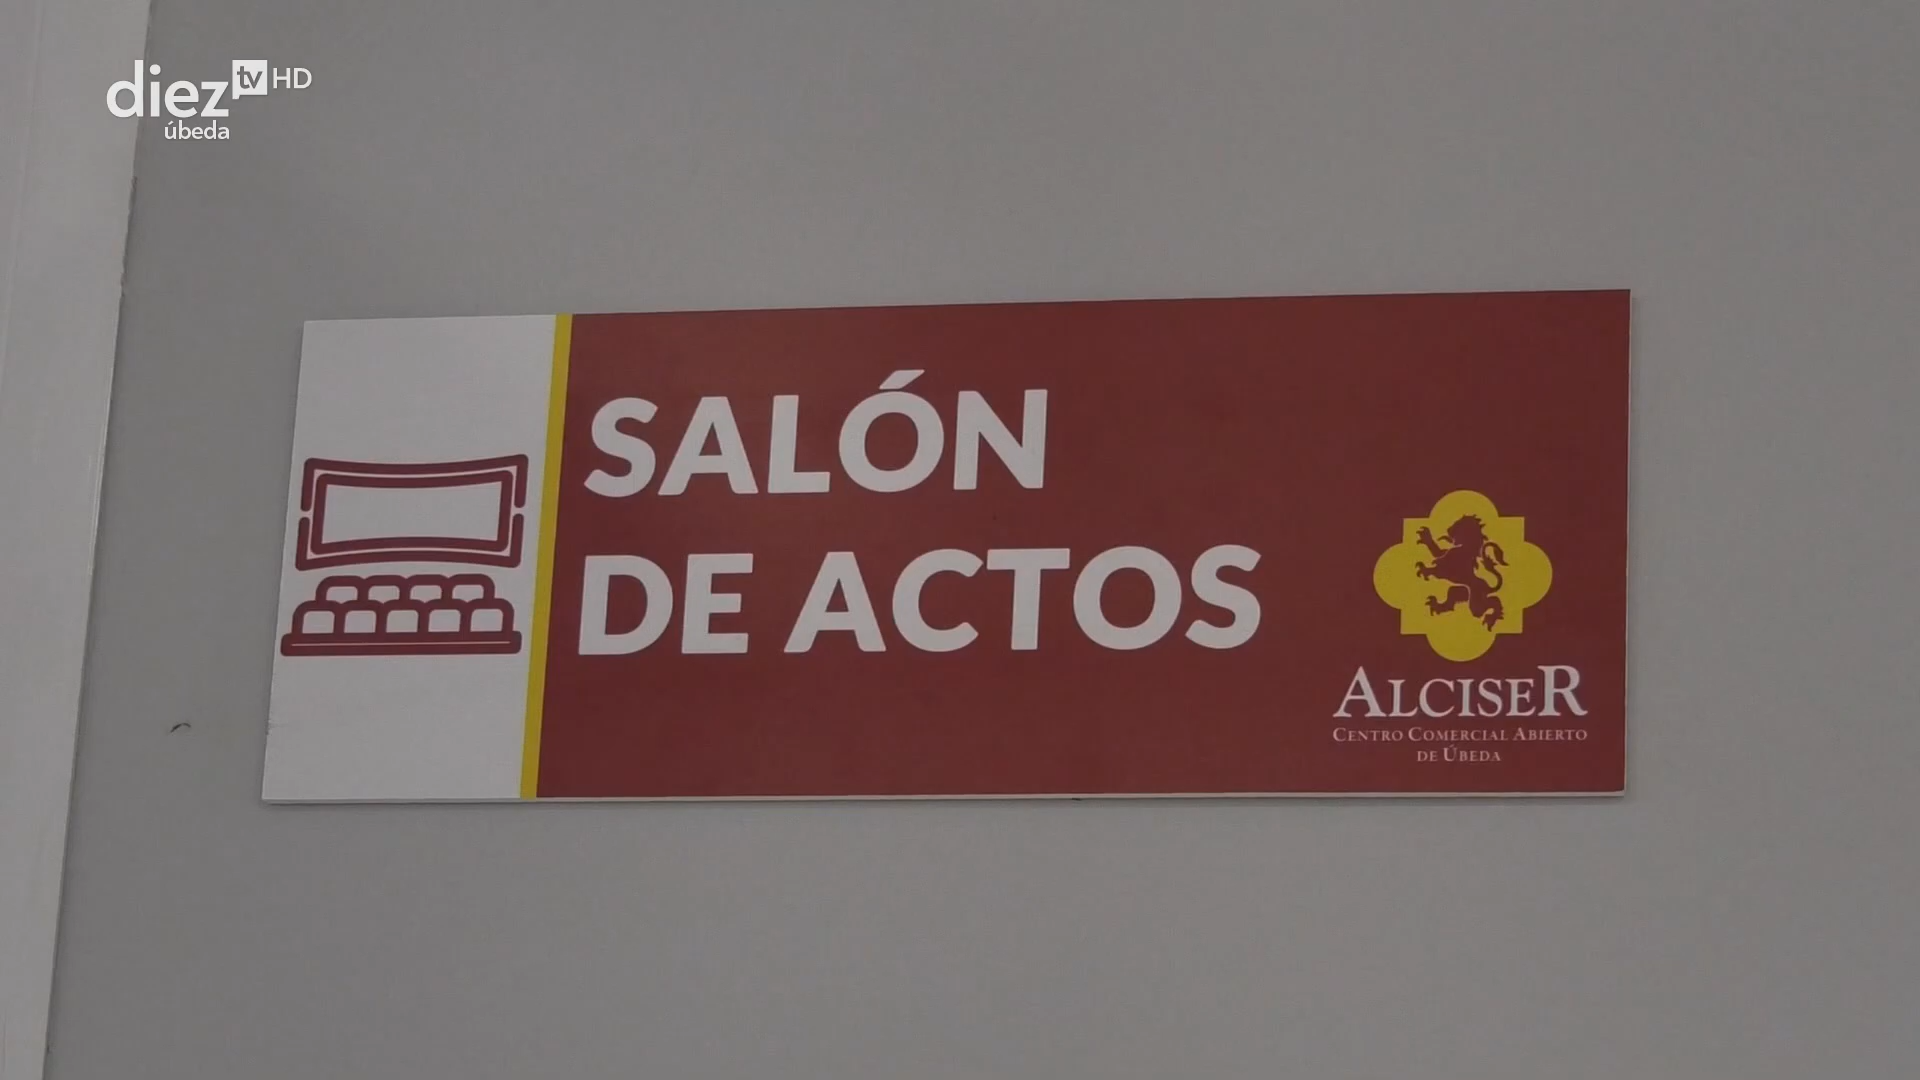 diez tv HD
úbeda
SALÓN
DE ACTOS
ALCISER
CENTRO COMERCIAL ABIERTO
DE ÚBEDA